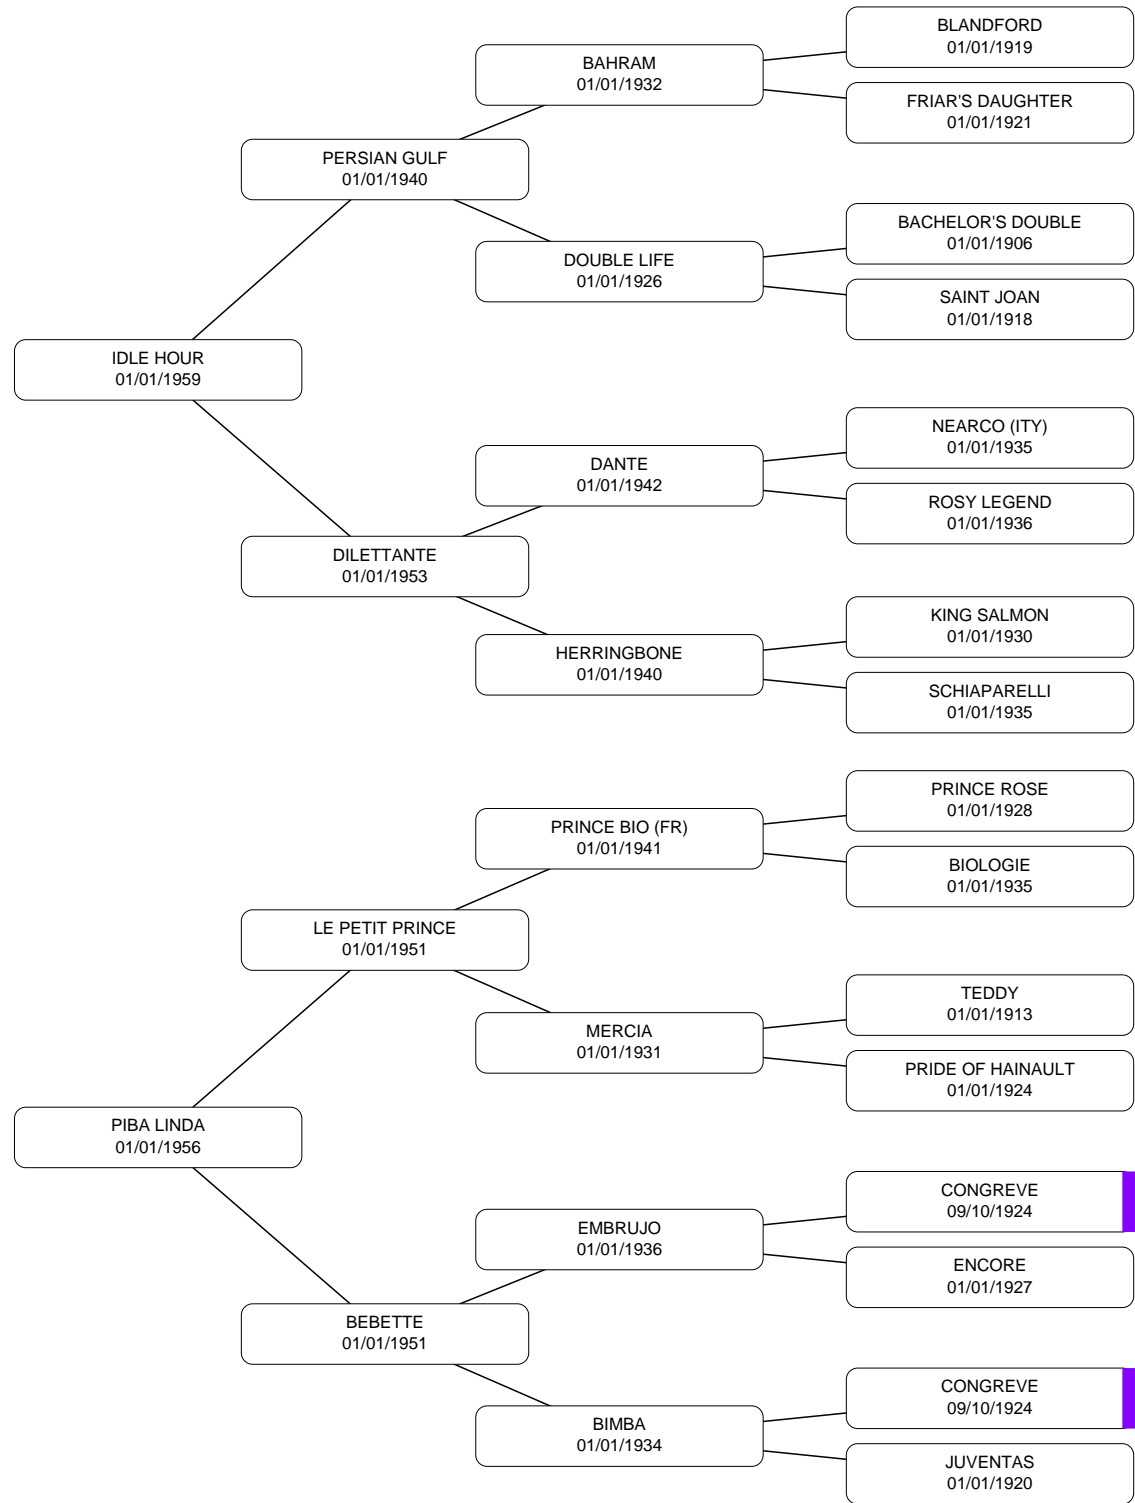 BLANDFORD
01/01/1919
BAHRAM
01/01/1932
FRIAR'S DAUGHTER
01/01/1921
PERSIAN GULF
01/01/1940
BACHELOR'S DOUBLE
01/01/1906
DOUBLE LIFE
01/01/1926
SAINT JOAN
01/01/1918
IDLE HOUR
01/01/1959
NEARCO (ITY)
01/01/1935
DANTE
01/01/1942
ROSY LEGEND
01/01/1936
DILETTANTE
01/01/1953
KING SALMON
01/01/1930
HERRINGBONE
01/01/1940
SCHIAPARELLI
01/01/1935
PRINCE ROSE
01/01/1928
PRINCE BIO (FR)
01/01/1941
BIOLOGIE
01/01/1935
LE PETIT PRINCE
01/01/1951
TEDDY
01/01/1913
MERCIA
01/01/1931
PRIDE OF HAINAULT
01/01/1924
PIBA LINDA
01/01/1956
CONGREVE
09/10/1924
EMBRUJO
01/01/1936
ENCORE
01/01/1927
BEBETTE
01/01/1951
CONGREVE
09/10/1924
BIMBA
01/01/1934
JUVENTAS
01/01/1920